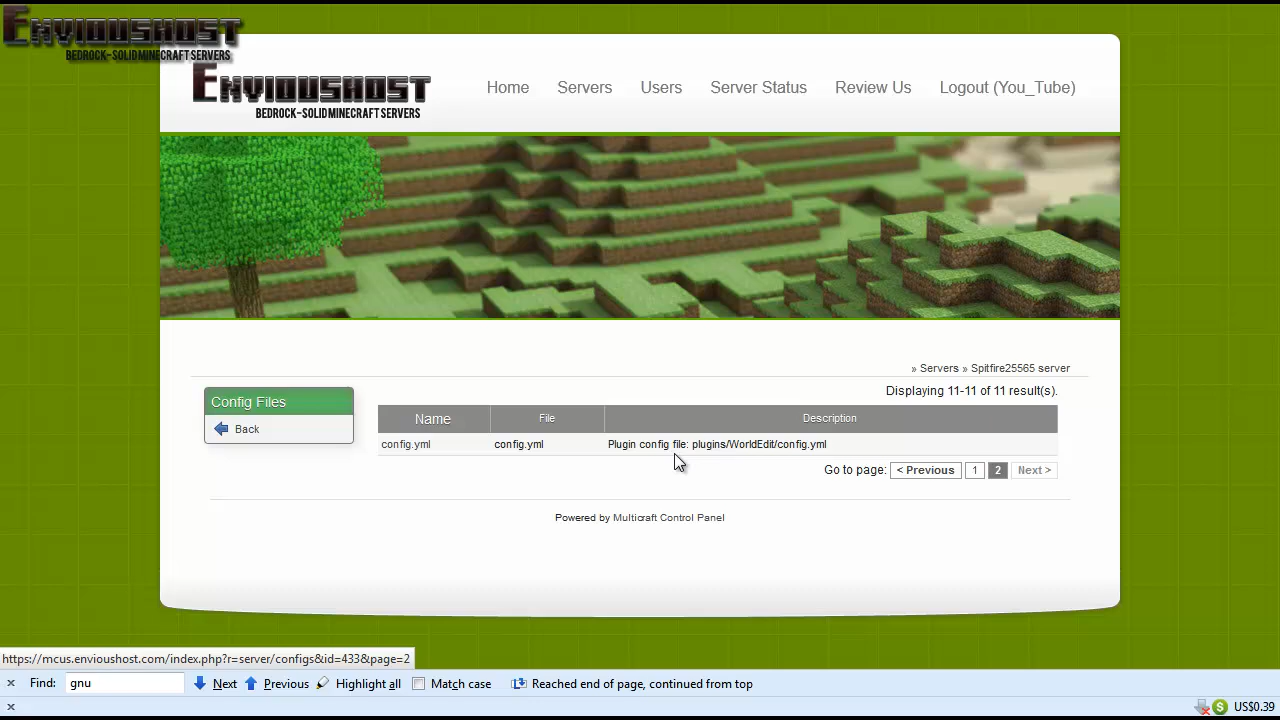 ENVIOUSHOST
BEDROCK-SOLID MINECRAFT SERVERS
ENVIOUSHOST
BEDROCK-SOLID MINECRAFT SERVERS
Home Servers Users Server Status Review Us Logout (You_Tube)
» Servers » Spitfire25565 server
Displaying 11-11 of 11 result(s).
Config Files
Back
Name File Description
config.yml config.yml Plugin config file: plugins/WorldEdit/config.yml
Go to page: < Previous 1 2 Next >
Powered by Multicraft Control Panel
https://mcus.envioushost.com/index.php?r=server/configs&id=433&page=2
× Find: gnu Next Previous Highlight all Match case Reached end of page, continued from top
× US$0.39